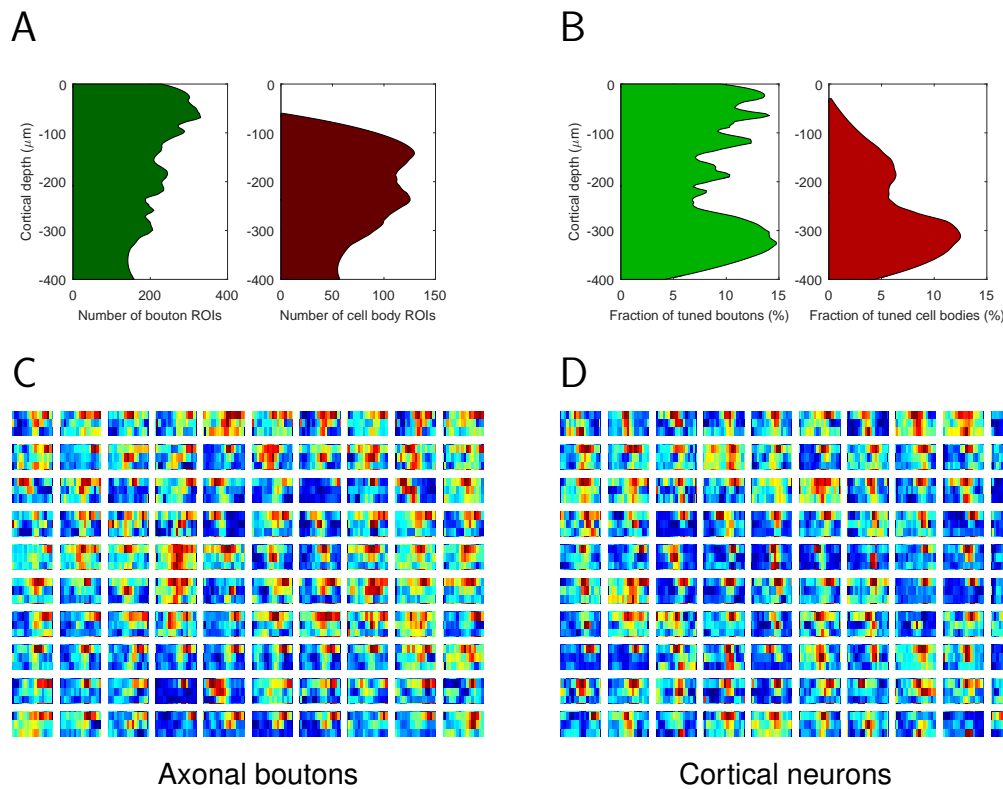 A
B
0
-100
-200
-300
-400
Cortical depth (μm)
0 200 400
Number of bouton ROIs
0
-100
-200
-300
-400
0 50 100 150
Number of cell body ROIs
0
-100
-200
-300
-400
Cortical depth (μm)
0 5 10 15
Fraction of tuned boutons (%)
0
-100
-200
-300
-400
0 5 10 15
Fraction of tuned cell bodies (%)
C
D
Axonal boutons
Cortical neurons